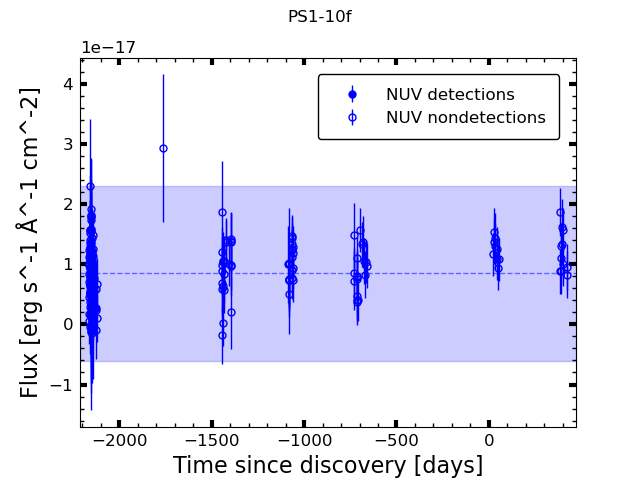 PS1-10f
1e−17
NUV detections
NUV nondetections
4
3
2
1
0
−1
Flux [erg s^-1 Å^-1 cm^-2]
−2000 −1500 −1000 −500 0
Time since discovery [days]